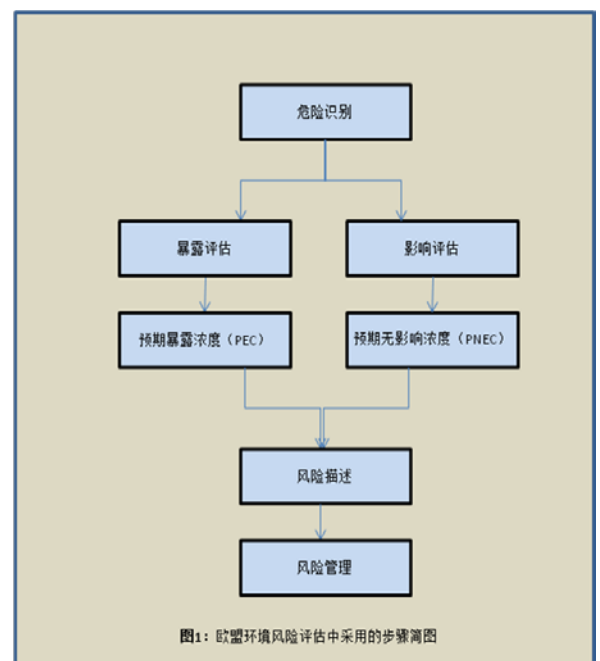 危险识别
暴露评估
影响评估
预期暴露浓度（PEC）
预期无影响浓度（PNEC）
风险描述
风险管理
图1：欧盟环境风险评估中采用的步骤简图